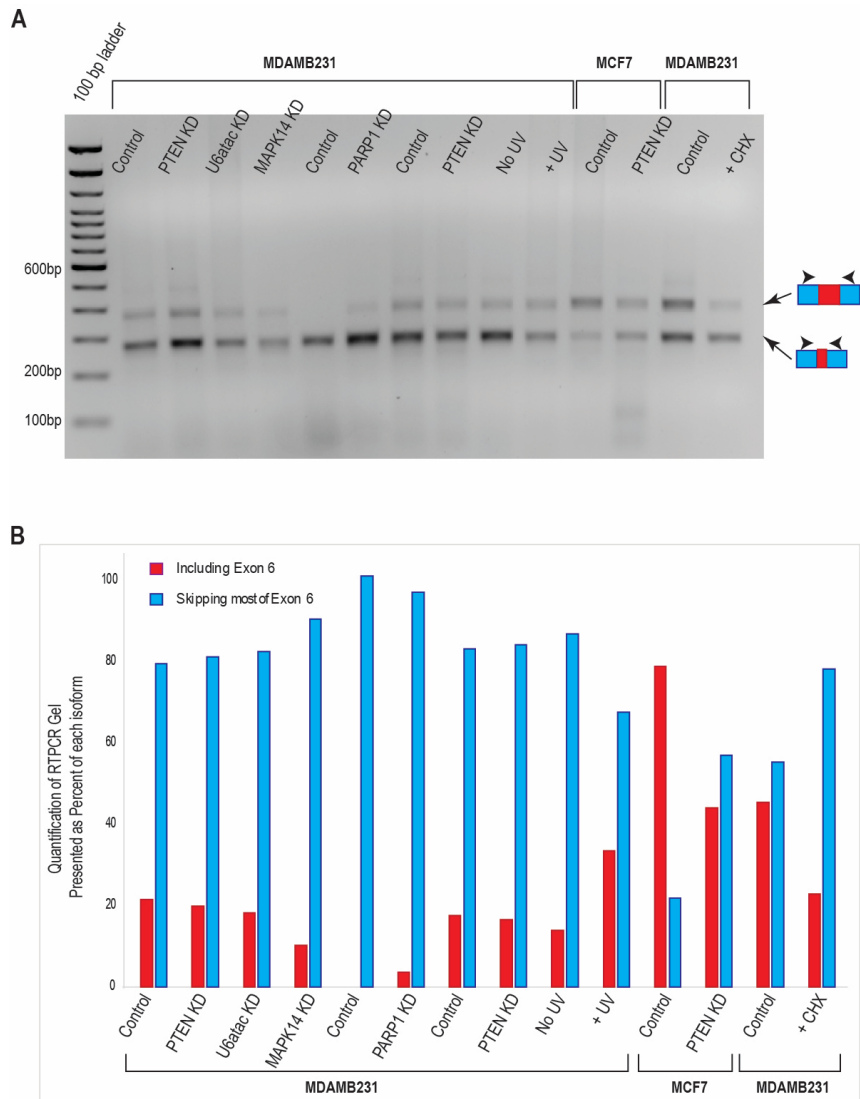 A
100 bp ladder
MDAMB231
MCF7
MDAMB231
Control
PTEN KD
U6atac KD
MAPK14 KD
Control
PARP1 KD
Control
PTEN KD
No UV
+ UV
Control
PTEN KD
Control
+ CHX
600bp
200bp
100bp
B
Including Exon 6
Skipping most of Exon 6
Quantification of RTPCR Gel
Presented as Percent of each isoform
100
80
60
40
20
0
Control
PTEN KD
U6atac KD
MAPK14 KD
Control
PARP1 KD
Control
PTEN KD
No UV
+ UV
Control
PTEN KD
Control
+ CHX
MDAMB231
MCF7
MDAMB231